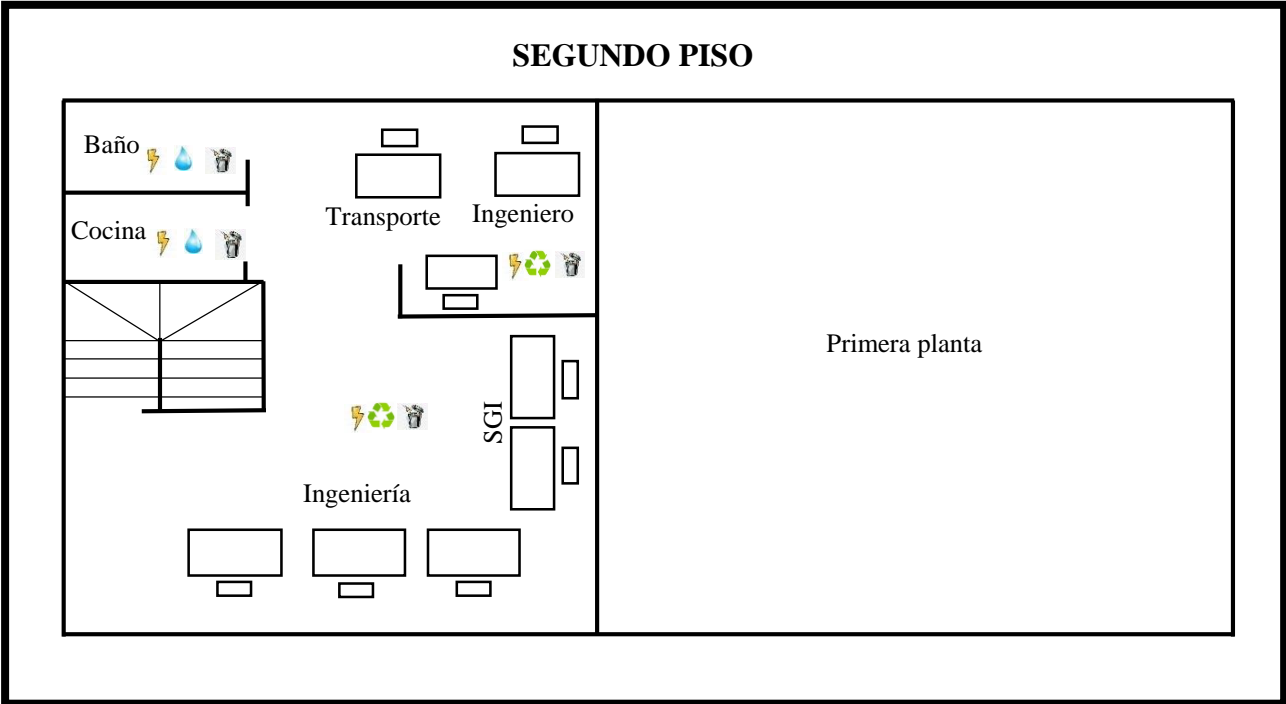 SEGUNDO PISO
Baño
Transporte
Ingeniero
Cocina
Primera planta
SGI
Ingeniería